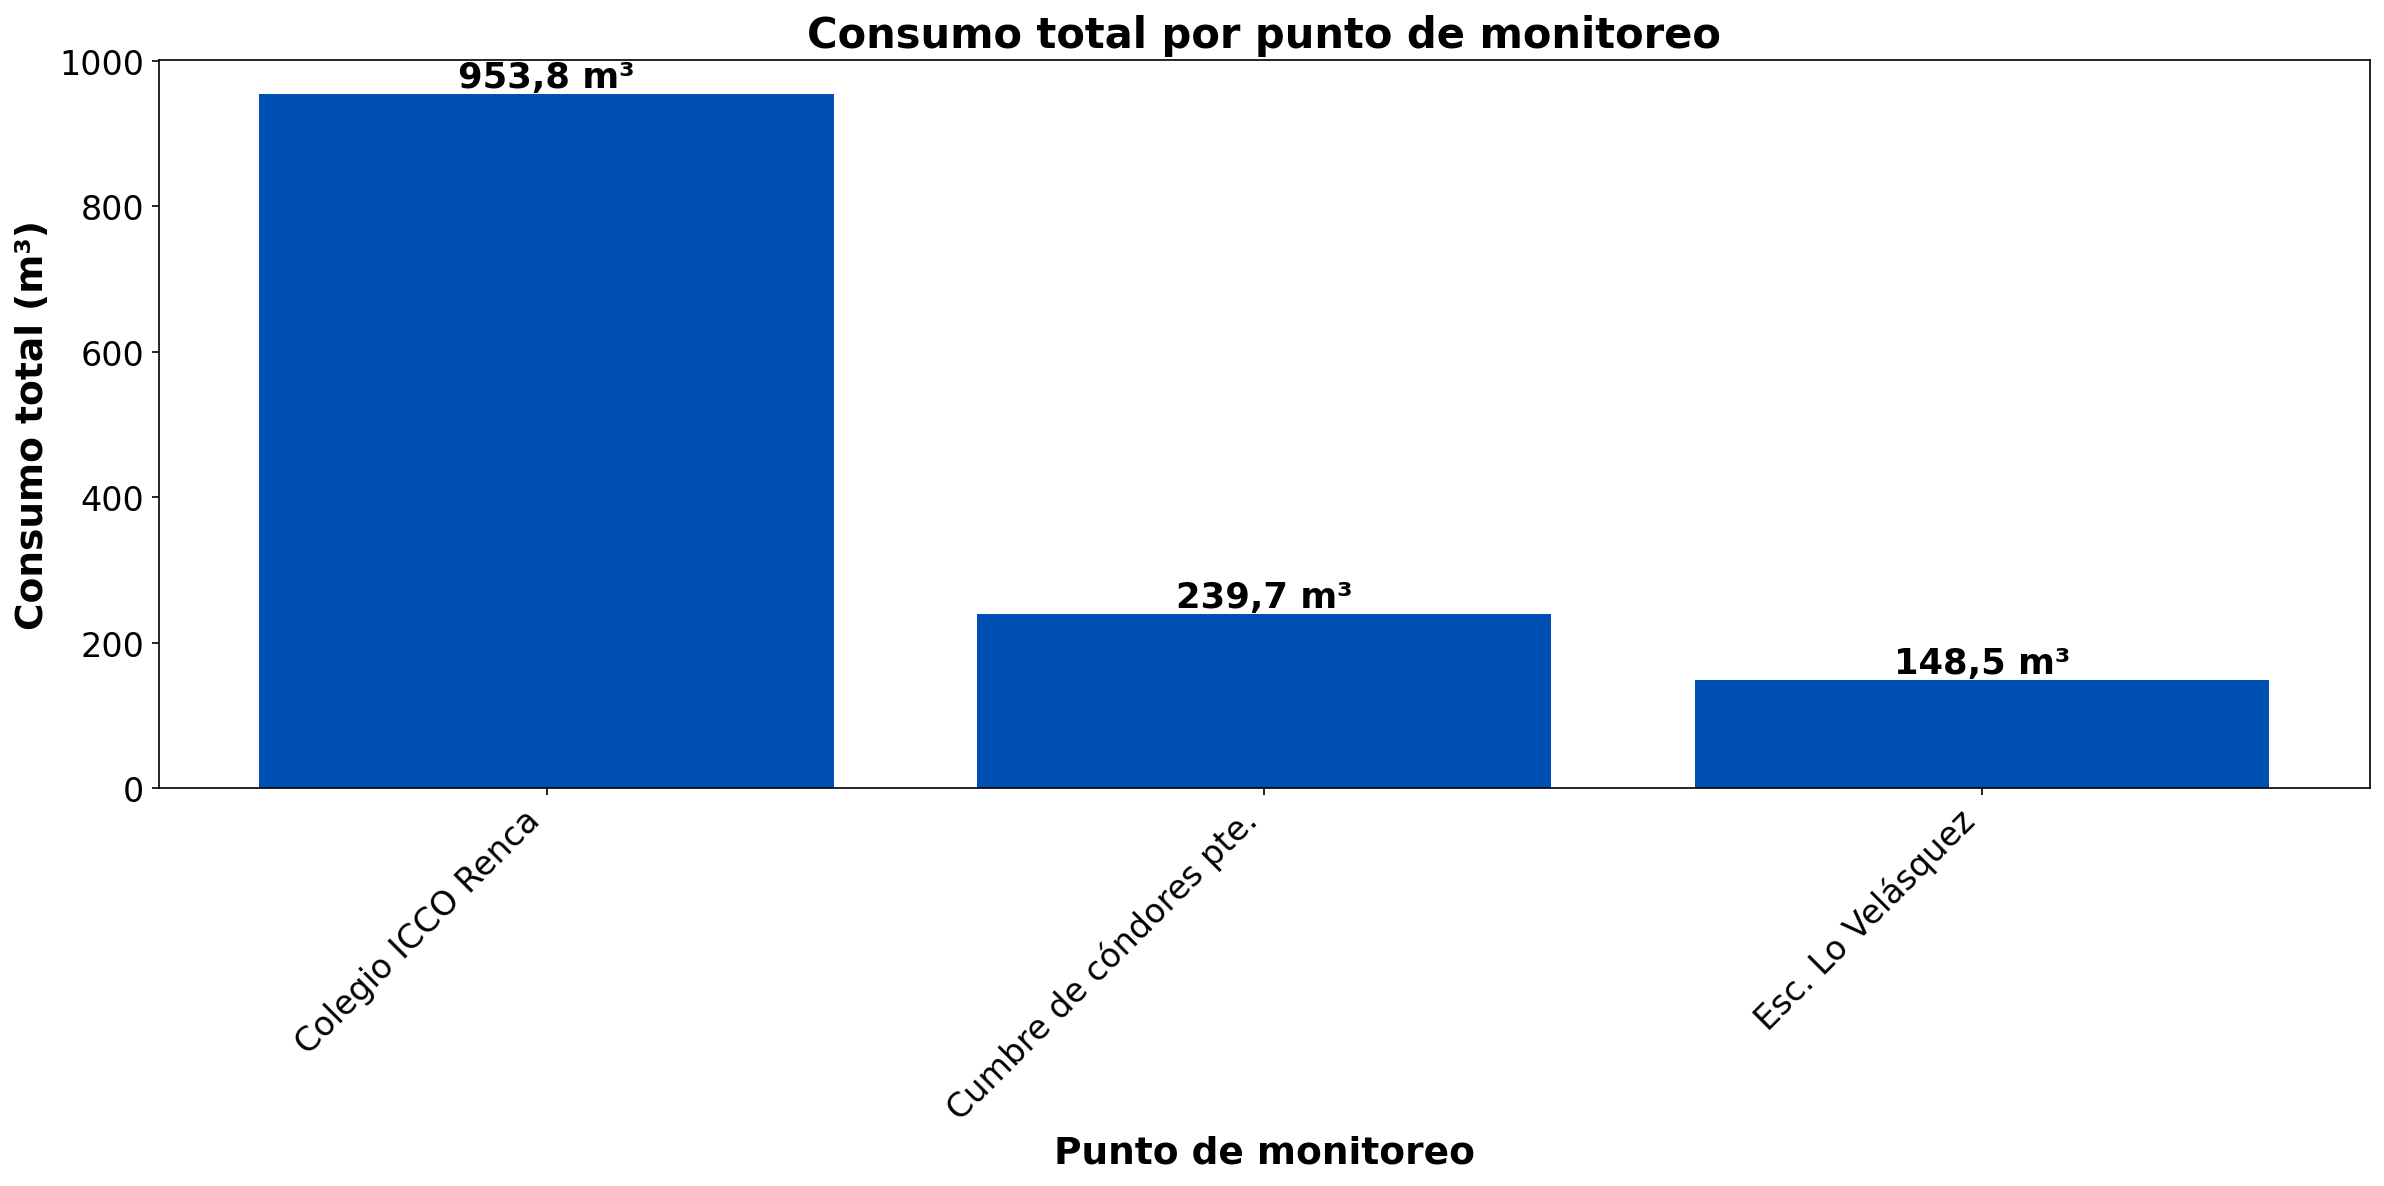 Consumo total por punto de monitoreo
Consumo total (m³)
1000
800
600
400
200
0
953,8 m³
239,7 m³
148,5 m³
Colegio ICCO Renca
Cumbre de cóndores pte.
Esc. Lo Velásquez
Punto de monitoreo